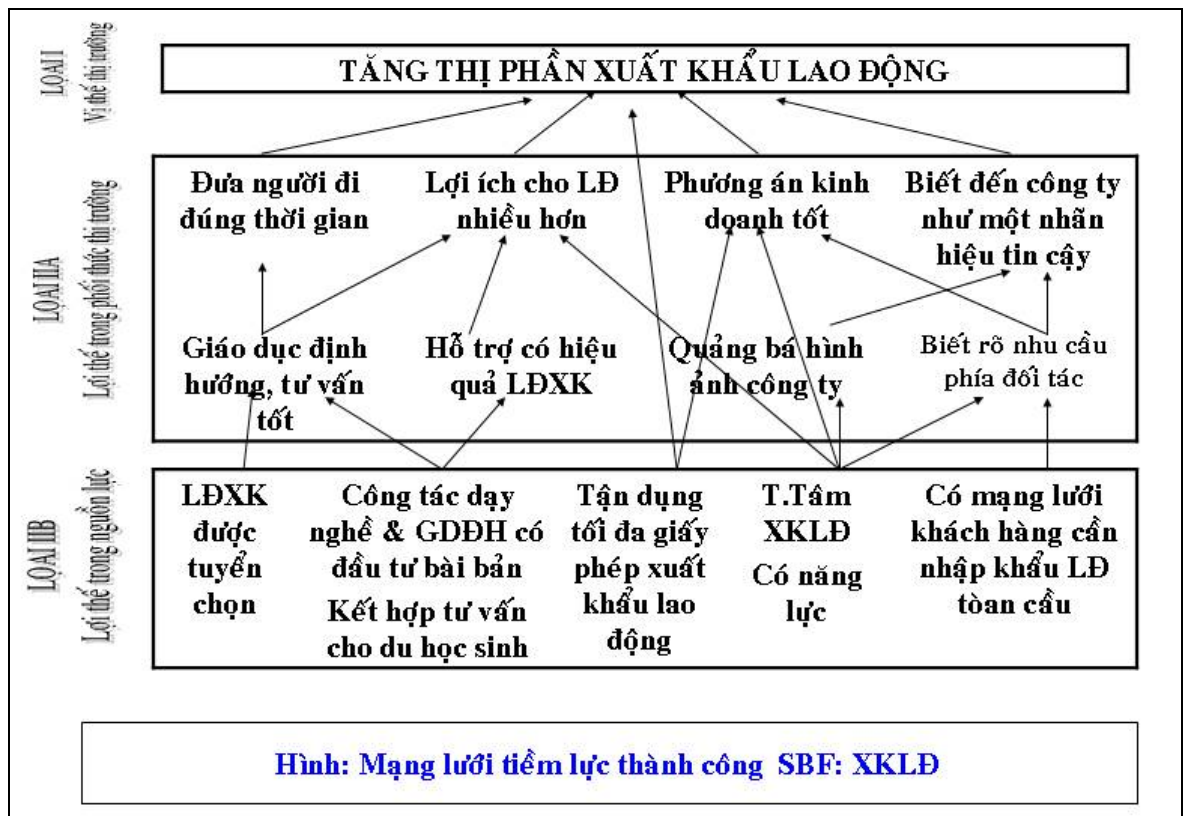 LỌAI I
Vị thế thị trường
TĂNG THỊ PHẦN XUẤT KHẨU LAO ĐỘNG
LỌAI IIA
Lợi thế trong phối thức thị trường
Đưa người đi
đúng thời gian
Lợi ích cho LĐ
nhiều hơn
Phương án kinh
doanh tốt
Biết đến công ty
như một nhãn
hiệu tin cậy
Giáo dục định
hướng, tư vấn
tốt
Hỗ trợ có hiệu
quả LĐXK
Quảng bá hình
ảnh công ty
Biết rõ nhu cầu
phía đối tác
LỌAI IIB
Lợi thế trong nguồn lực
LĐXK
được
tuyển
chọn
Công tác dạy
nghề & GDĐH có
đầu tư bài bản
Kết hợp tư vấn
cho du học sinh
Tận dụng
tối đa giấy
phép xuất
khẩu lao
động
T.Tâm
XKLĐ
Có năng
lực
Có mạng lưới
khách hàng cần
nhập khẩu LĐ
tòan cầu
Hình: Mạng lưới tiềm lực thành công SBF: XKLĐ